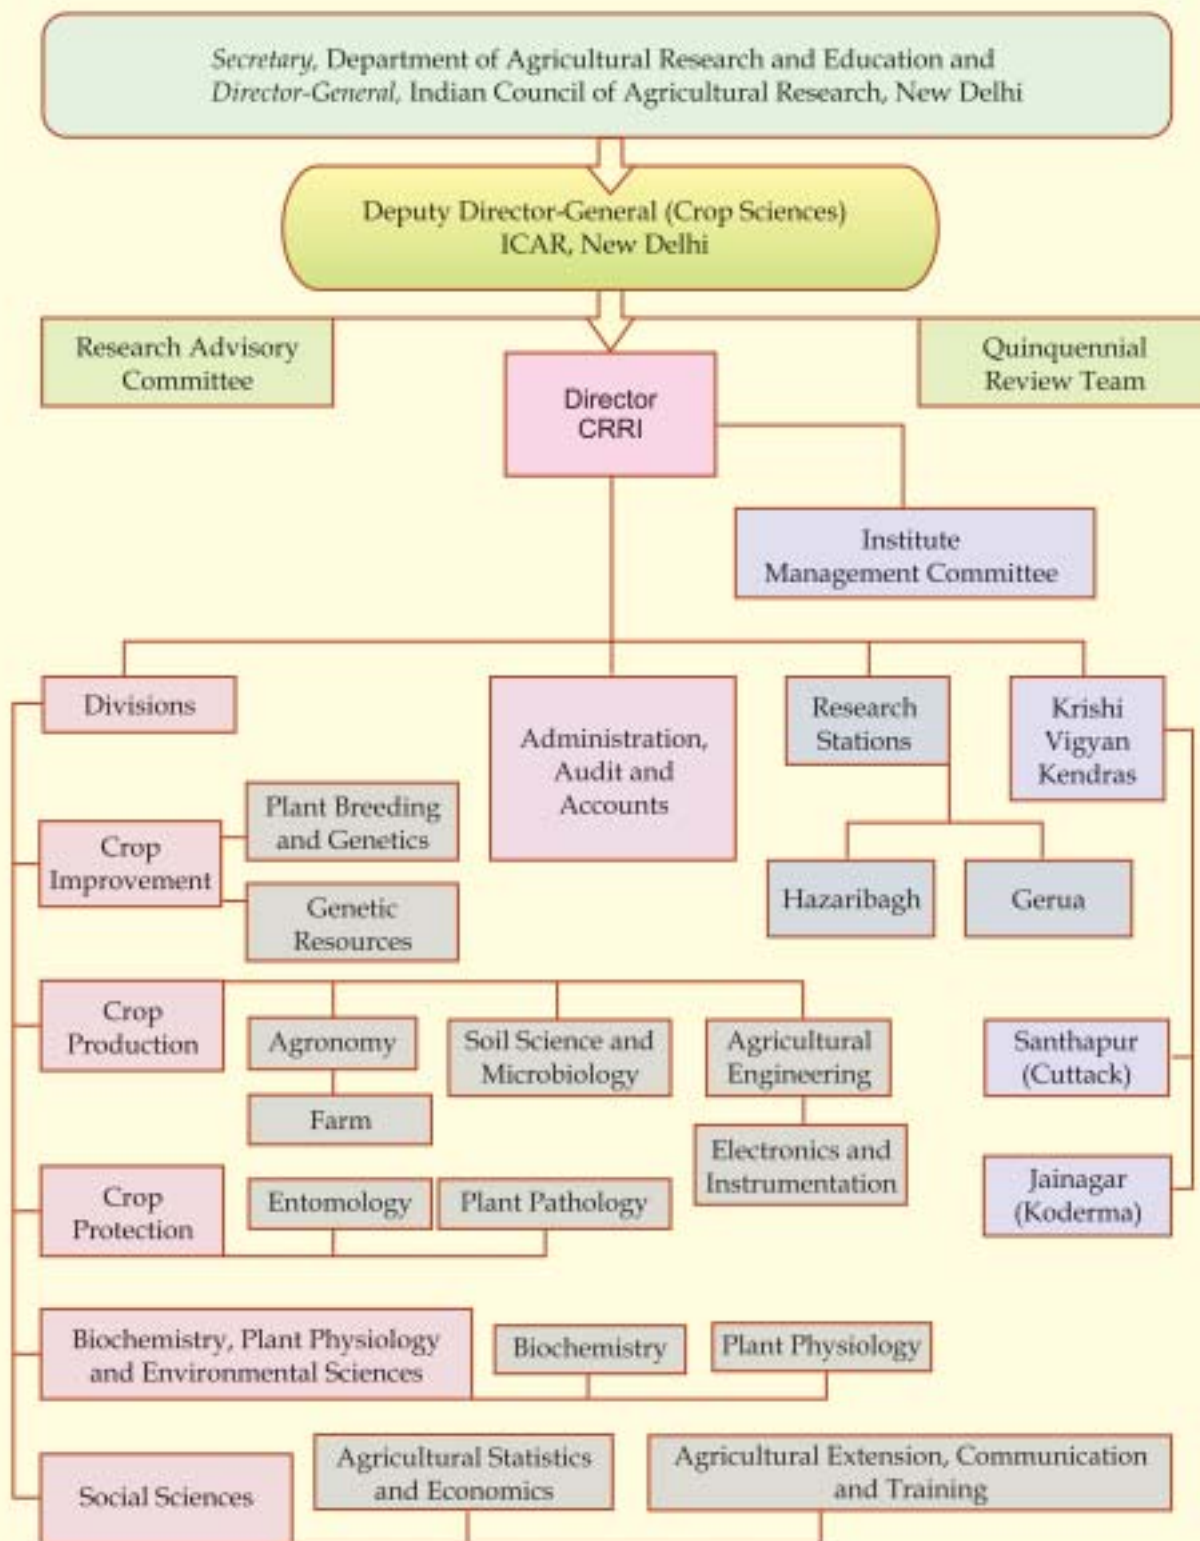 Secretary, Department of Agricultural Research and Education and
Director-General, Indian Council of Agricultural Research, New Delhi
Deputy Director-General (Crop Sciences)
ICAR, New Delhi
Research Advisory
Committee
Quinquennial
Review Team
Director
CRRI
Institute
Management Committee
Divisions
Administration,
Audit and
Accounts
Research
Stations
Krishi
Vigyan
Kendras
Crop
Improvement
Plant Breeding
and Genetics
Genetic
Resources
Hazaribagh
Gerua
Crop
Production
Agronomy
Farm
Soil Science and
Microbiology
Agricultural
Engineering
Electronics and
Instrumentation
Santhapur
(Cuttack)
Jainagar
(Koderma)
Crop
Protection
Entomology
Plant Pathology
Biochemistry, Plant Physiology
and Environmental Sciences
Biochemistry
Plant Physiology
Social Sciences
Agricultural Statistics
and Economics
Agricultural Extension, Communication
and Training